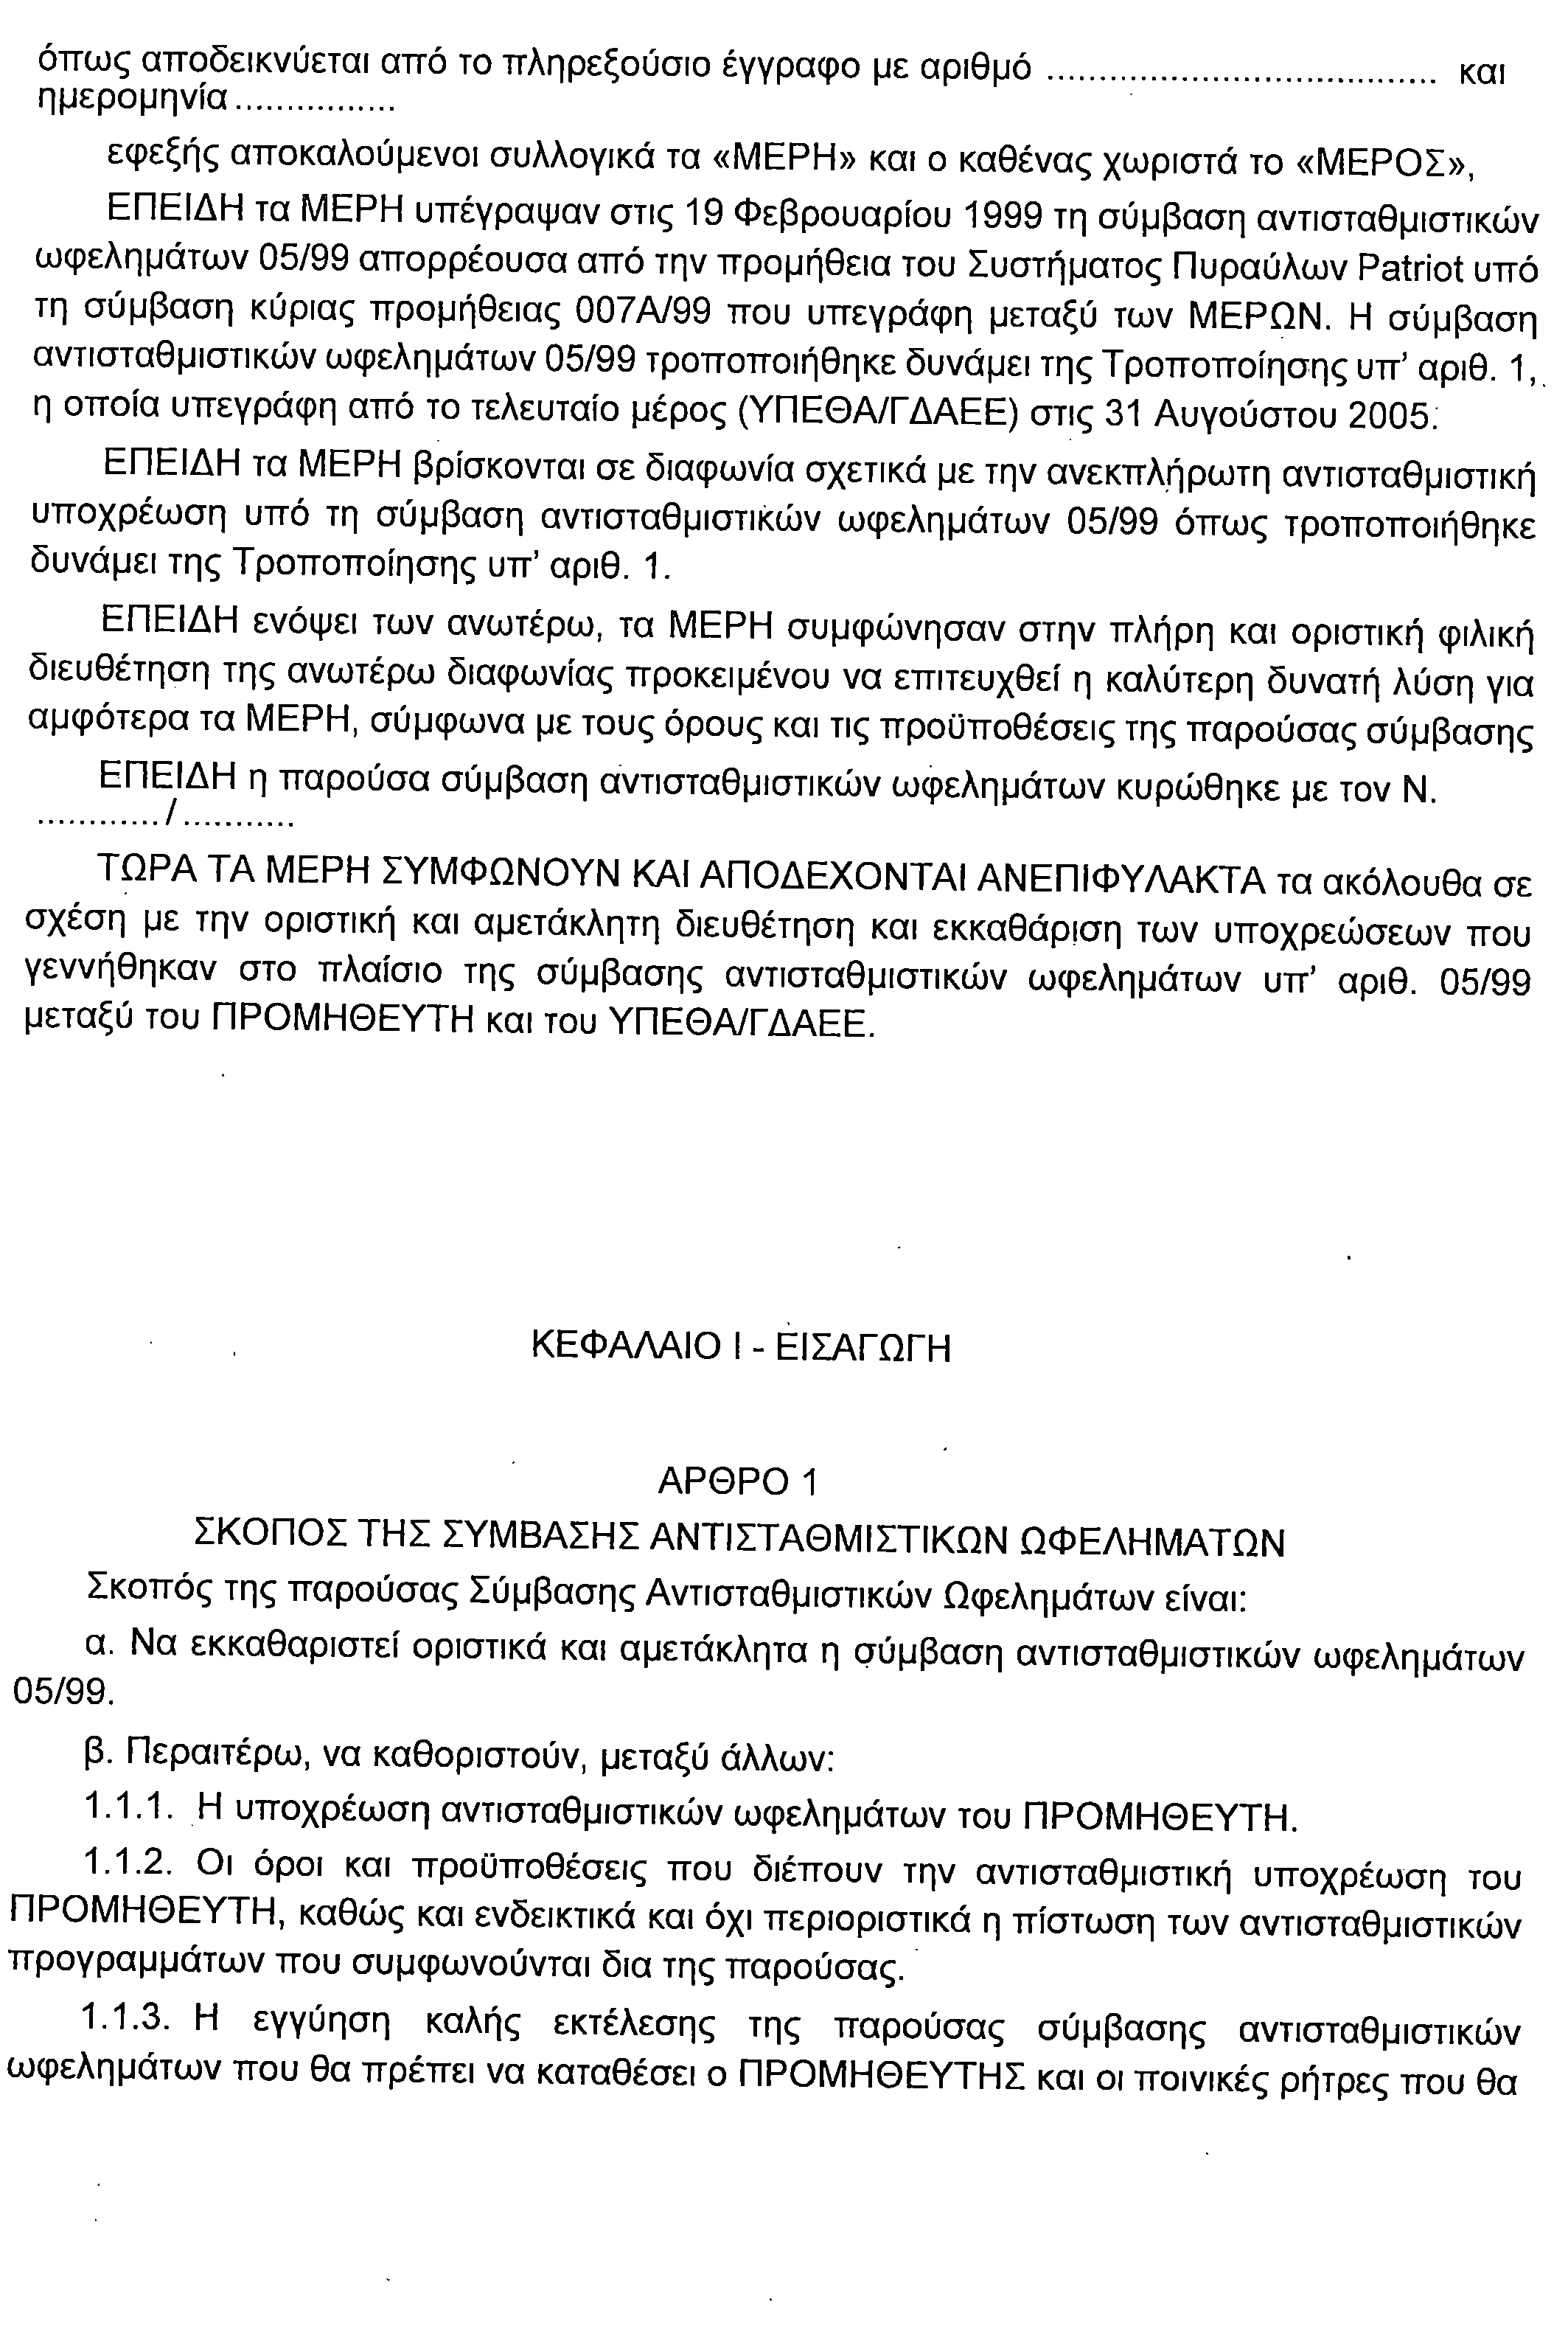 όπως αποδεικνύεται από το πληρεξούσιο έγγραφο με αριθμό ...................................... και
ημερομηνία................
εφεξής αποκαλούμενοι συλλογικά τα «ΜΕΡΗ» και ο καθένας χωριστά το «ΜΕΡΟΣ»,
ΕΠΕΙΔΗ τα ΜΕΡΗ υπέγραψαν στις 19 Φεβρουαρίου 1999 τη σύμβαση αντισταθμιστικών
ωφελημάτων 05/99 απορρέουσα από την προμήθεια του Συστήματος Πυραύλων Patriot υπό
τη σύμβαση κύριας προμήθειας 007Α/99 που υπεγράφη μεταξύ των ΜΕΡΩΝ. Η σύμβαση
αντισταθμιστικών ωφελημάτων 05/99 τροποποιήθηκε δυνάμει της Τροποποίησης υπ’ αριθ. 1,
η οποία υπεγράφη από το τελευταίο μέρος (ΥΠΕΘΑ/ΓΔΑΕΕ) στις 31 Αυγούστου 2005.
ΕΠΕΙΔΗ τα ΜΕΡΗ βρίσκονται σε διαφωνία σχετικά με την ανεκπλήρωτη αντισταθμιστική
υποχρέωση υπό τη σύμβαση αντισταθμιστικών ωφελημάτων 05/99 όπως τροποποιήθηκε
δυνάμει της Τροποποίησης υπ’ αριθ. 1.
ΕΠΕΙΔΗ ενόψει των ανωτέρω, τα ΜΕΡΗ συμφώνησαν στην πλήρη και οριστική φιλική
διευθέτηση της ανωτέρω διαφωνίας προκειμένου να επιτευχθεί η καλύτερη δυνατή λύση για
αμφότερα τα ΜΕΡΗ, σύμφωνα με τους όρους και τις προϋποθέσεις της παρούσας σύμβασης
ΕΠΕΙΔΗ η παρούσα σύμβαση αντισταθμιστικών ωφελημάτων κυρώθηκε με τον Ν.
............/...........
ΤΩΡΑ ΤΑ ΜΕΡΗ ΣΥΜΦΩΝΟΥΝ ΚΑΙ ΑΠΟΔΕΧΟΝΤΑΙ ΑΝΕΠΙΦΥΛΑΚΤΑ τα ακόλουθα σε
σχέση με την οριστική και αμετάκλητη διευθέτηση και εκκαθάριση των υποχρεώσεων που
γεννήθηκαν στο πλαίσιο της σύμβασης αντισταθμιστικών ωφελημάτων υπ’ αριθ. 05/99
μεταξύ του ΠΡΟΜΗΘΕΥΤΗ και του ΥΠΕΘΑ/ΓΔΑΕΕ.
ΚΕΦΑΛΑΙΟ Ι - ΕΙΣΑΓΩΓΗ
ΑΡΘΡΟ 1
ΣΚΟΠΟΣ ΤΗΣ ΣΥΜΒΑΣΗΣ ΑΝΤΙΣΤΑΘΜΙΣΤΙΚΩΝ ΩΦΕΛΗΜΑΤΩΝ
Σκοπός της παρούσας Σύμβασης Αντισταθμιστικών Ωφελημάτων είναι:
α. Να εκκαθαριστεί οριστικά και αμετάκλητα η σύμβαση αντισταθμιστικών ωφελημάτων
05/99.
β. Περαιτέρω, να καθοριστούν, μεταξύ άλλων:
1.1.1. Η υποχρέωση αντισταθμιστικών ωφελημάτων του ΠΡΟΜΗΘΕΥΤΗ.
1.1.2. Οι όροι και προϋποθέσεις που διέπουν την αντισταθμιστική υποχρέωση του
ΠΡΟΜΗΘΕΥΤΗ, καθώς και ενδεικτικά και όχι περιοριστικά η πίστωση των αντισταθμιστικών
προγραμμάτων που συμφωνούνται δια της παρούσας.
1.1.3. Η εγγύηση καλής εκτέλεσης της παρούσας σύμβασης αντισταθμιστικών
ωφελημάτων που θα πρέπει να καταθέσει ο ΠΡΟΜΗΘΕΥΤΗΣ και οι ποινικές ρήτρες που θα